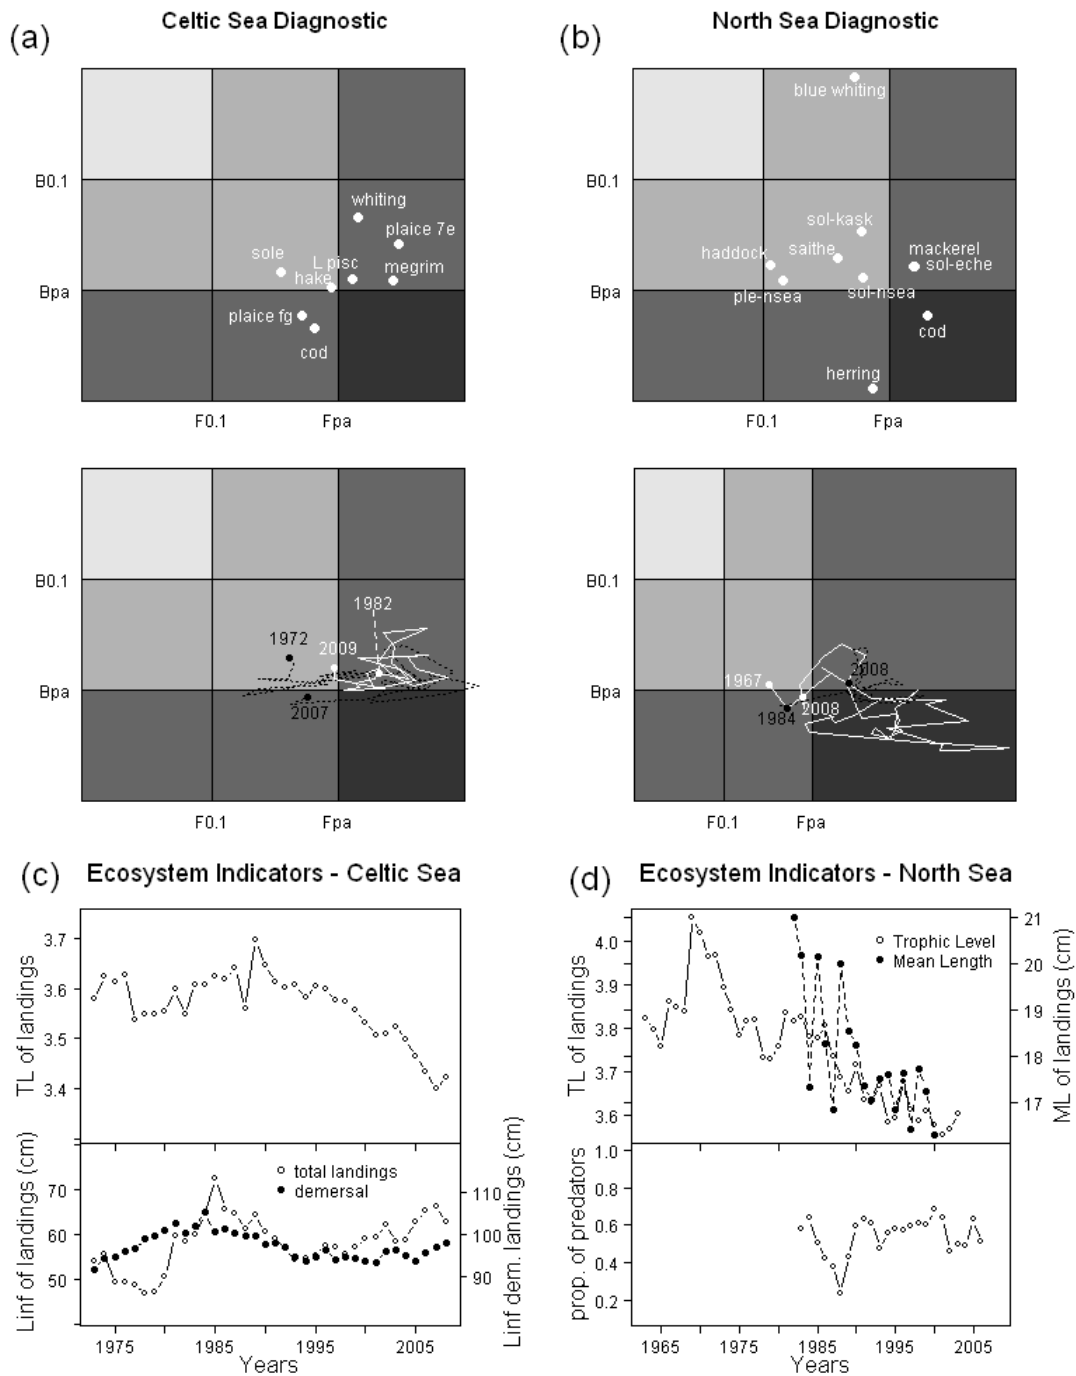 (a)
Celtic Sea Diagnostic
B0.1
Bpa
whiting
plaice 7e
sole
L pisc
megrim
hake
plaice fg
cod
F0.1
Fpa
B0.1
Bpa
1982
1972
2009
2007
F0.1
Fpa
(b)
North Sea Diagnostic
blue whiting
B0.1
Bpa
sol-kask
haddock
saithe
mackerel
sol-eche
ple-nsea
sol-nsea
cod
herring
F0.1
Fpa
B0.1
Bpa
1967
2008
1984
2008
F0.1
Fpa
(c)
Ecosystem Indicators - Celtic Sea
TL of landings
3.7
3.6
3.5
3.4
Linf of landings (cm)
70
60
50
total landings
demersal
110
100
90
Linf dem. landings (cm)
1975
1985
1995
2005
Years
(d)
Ecosystem Indicators - North Sea
TL of landings
4.0
3.9
3.8
3.7
3.6
Trophic Level
Mean Length
21
20
19
18
17
ML of landings (cm)
prop. of predators
1.0
0.8
0.6
0.4
0.2
1965
1975
1985
1995
2005
Years